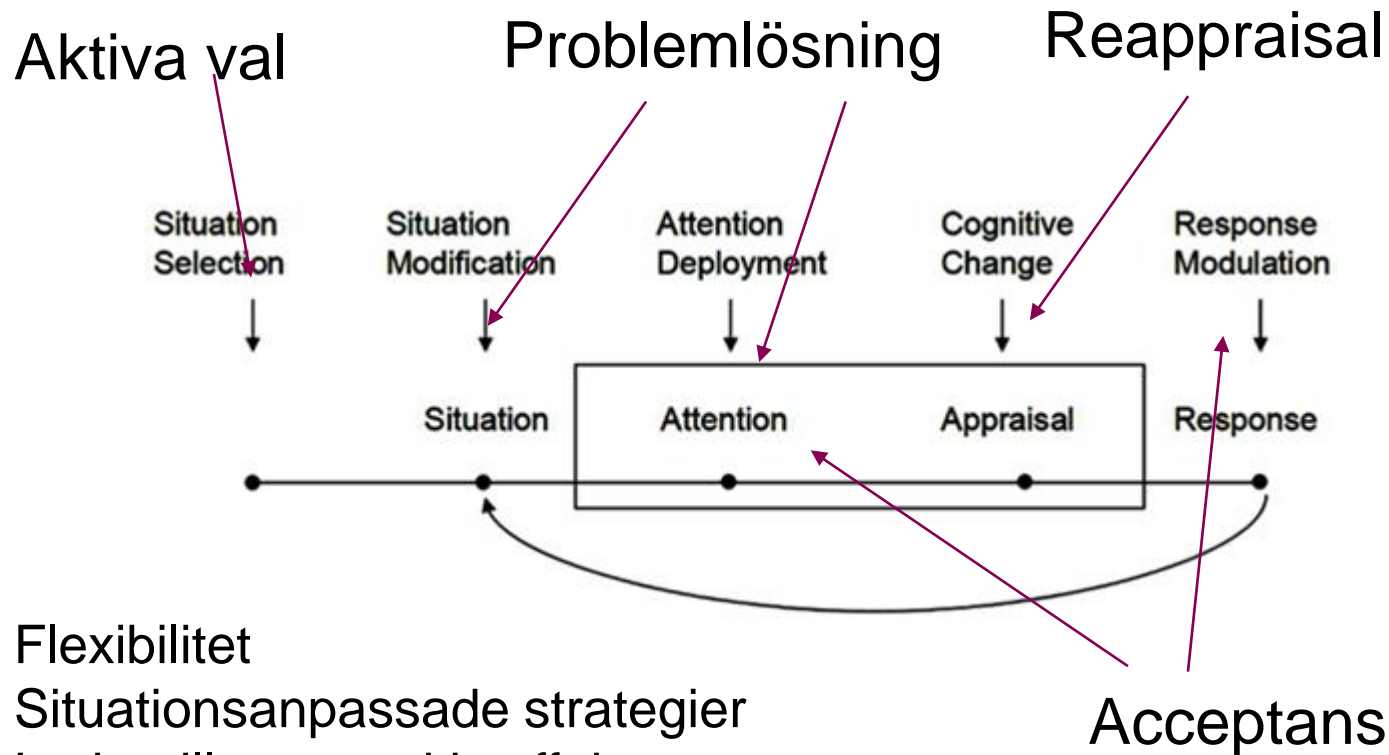 Aktiva val
Problemlösning
Reappraisal
Situation
Selection
Situation
Modification
Attention
Deployment
Cognitive
Change
Response
Modulation
Situation
Attention
Appraisal
Response
Flexibilitet
Situationsanpassade strategier
Acceptans